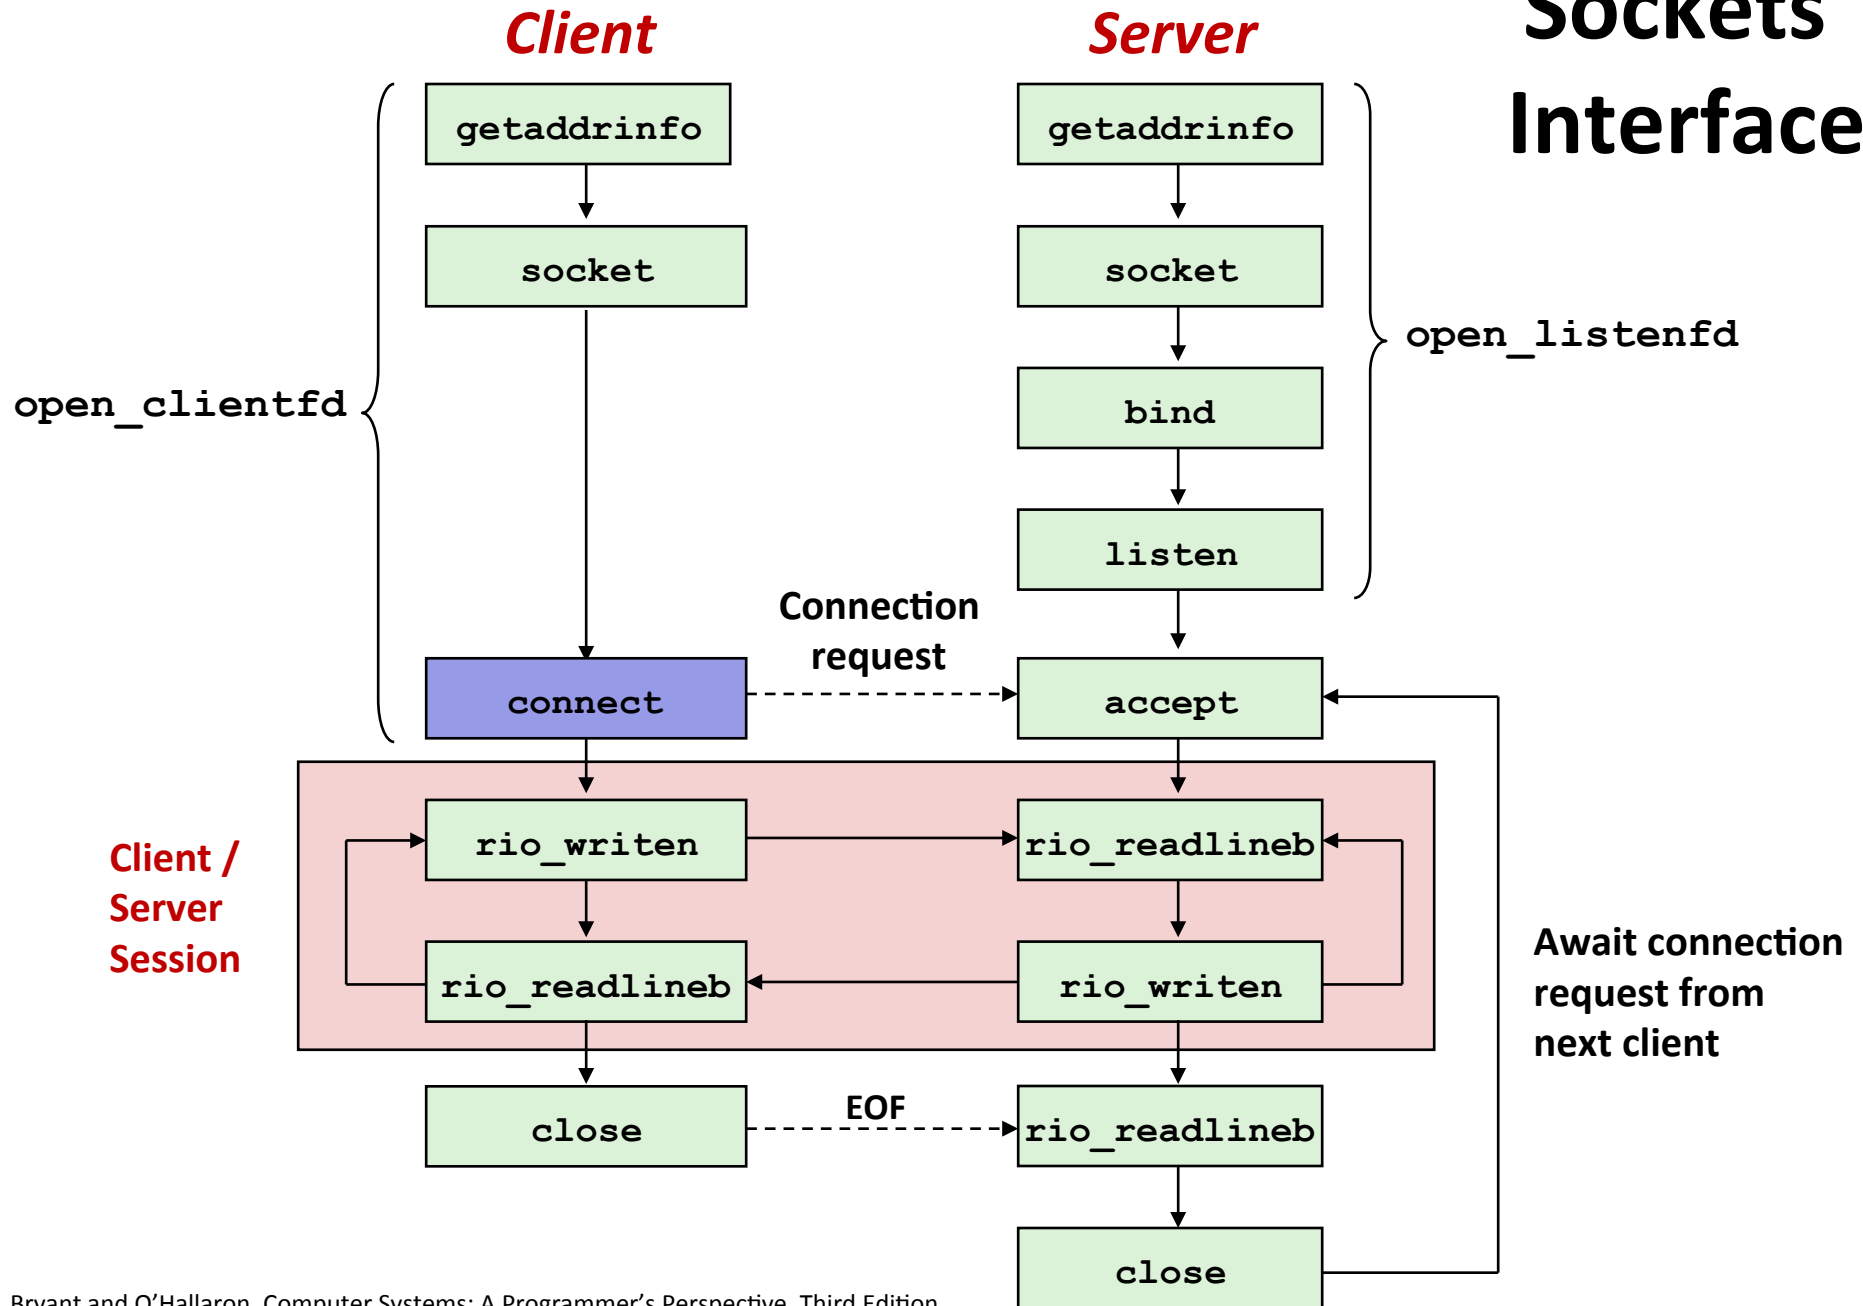 Client
Server
Sockets
Interface
getaddrinfo
getaddrinfo
socket
socket
open_listenfd
open_clientfd
bind
listen
Connection
request
connect
accept
Client /
Server
Session
rio_writen
rio_readlineb
rio_readlineb
rio_writen
Await connection
request from
next client
close
EOF
rio_readlineb
close
Bryant and O'Hallaron, Computer Systems: A Programmer's Perspective, Third Edition